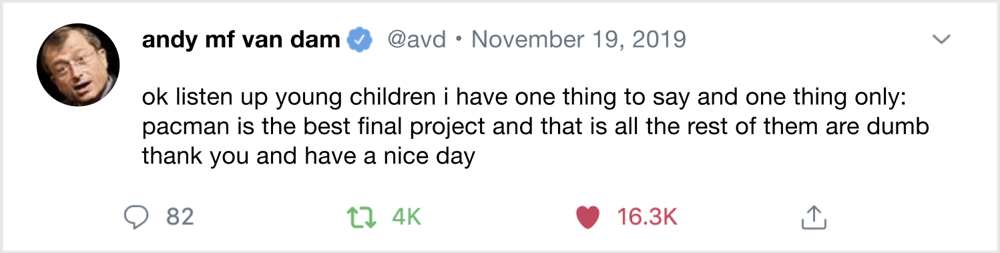 andy mf van dam @avd • November 19, 2019
ok listen up young children i have one thing to say and one thing only:
pacman is the best final project and that is all the rest of them are dumb
thank you and have a nice day
82 4K 16.3K